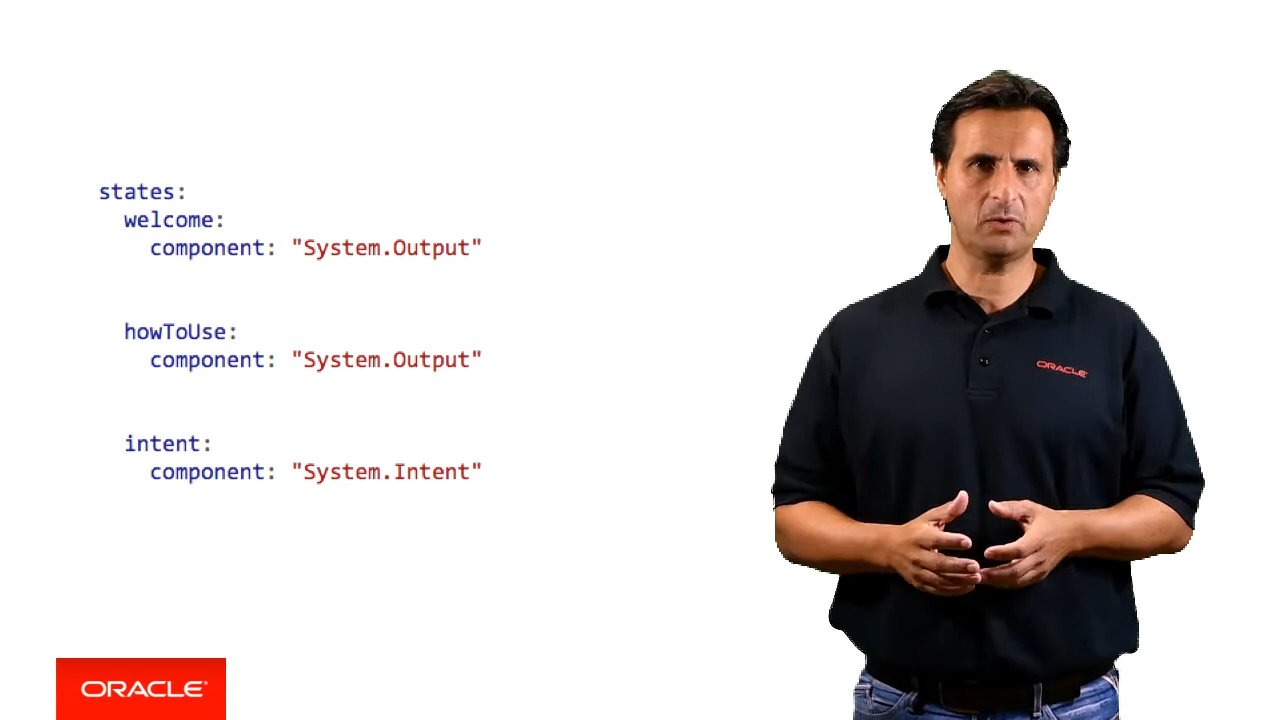 states:
welcome:
component: "System.Output"
howToUse:
component: "System.Output"
intent:
component: "System.Intent"
ORACLE
ORACLE